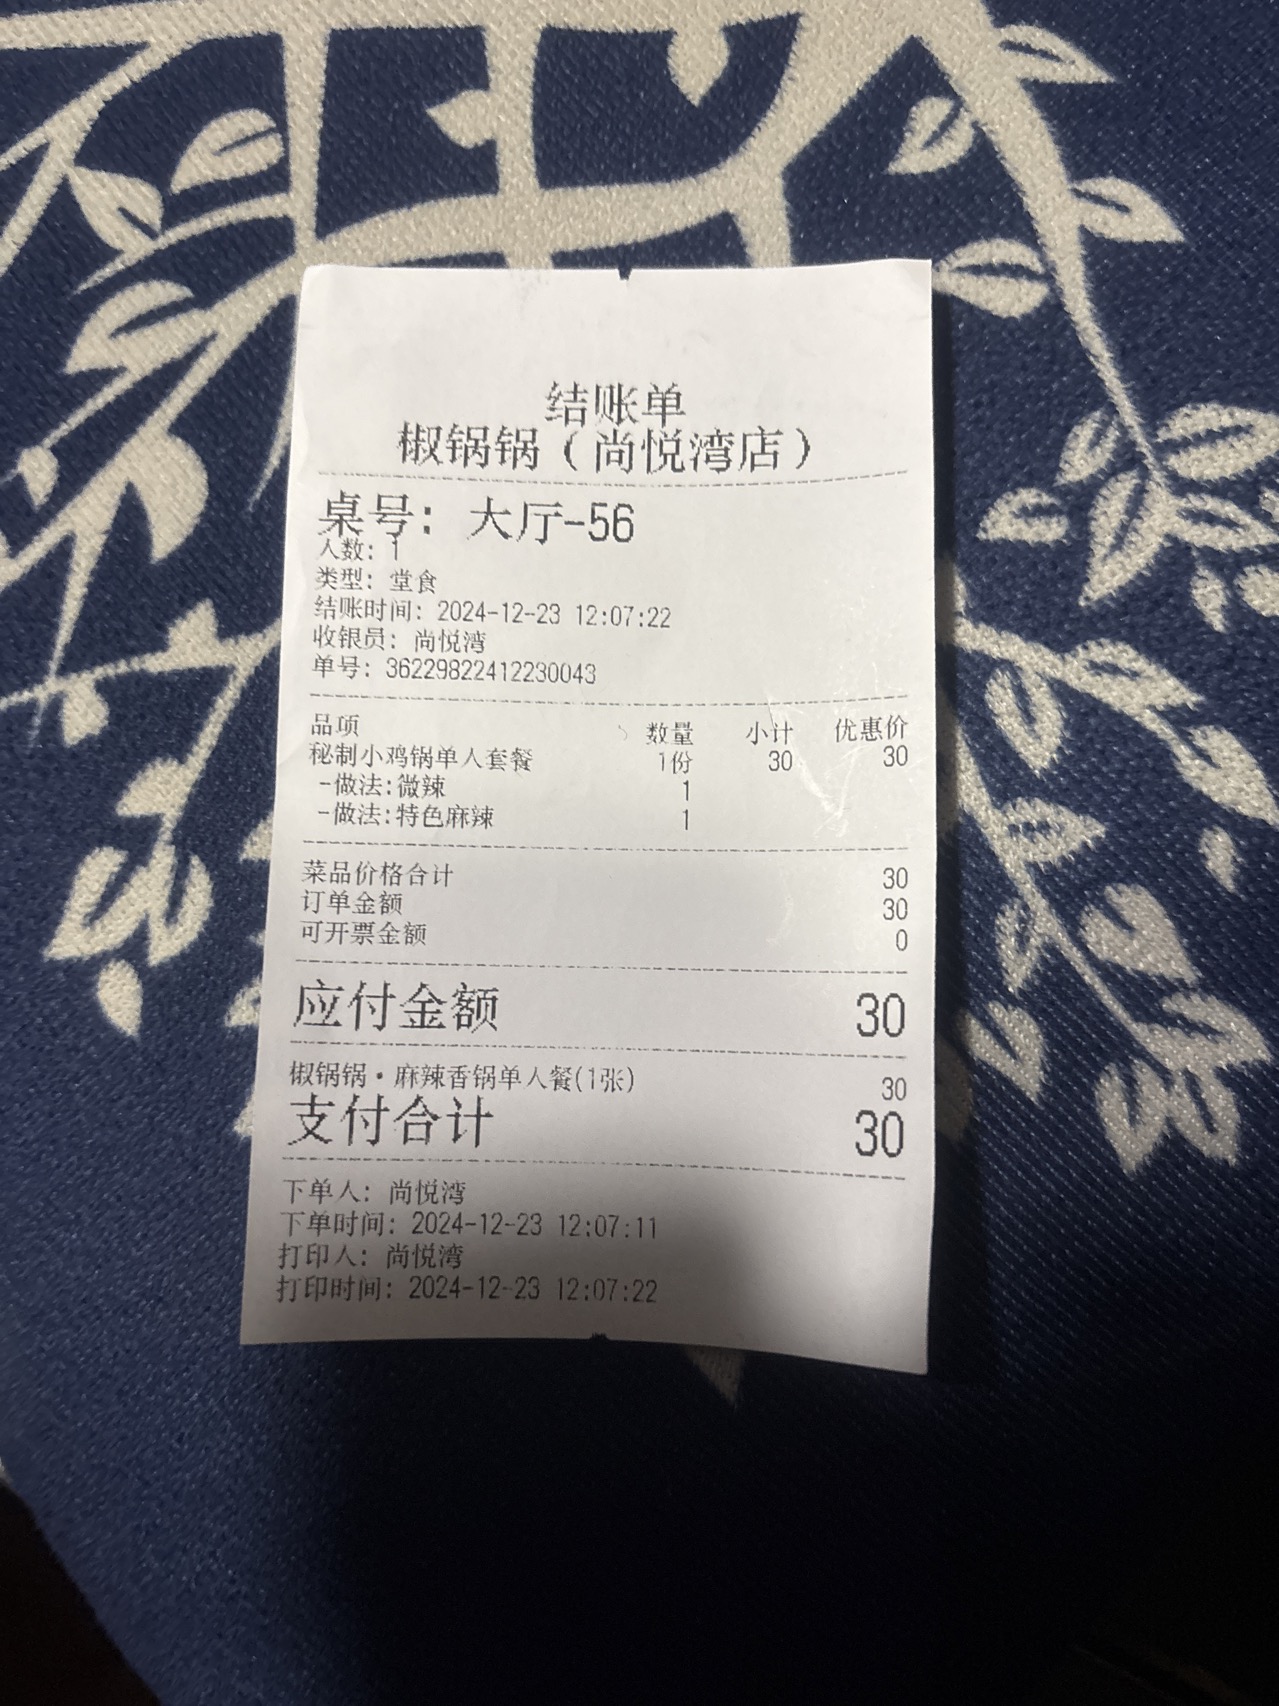 结账单
椒锅锅（尚悦湾店）
桌号：大厅-56
人数：1
类型：堂食
结账时间：2024-12-23 12:07:22
收银员：尚悦湾
单号：36229822412230043
品项 数量 小计 优惠价
秘制小鸡锅单人套餐 1份 30 30
-做法:微辣 1
-做法:特色麻辣 1
菜品价格合计 30
订单金额 30
可开票金额 0
应付金额 30
椒锅锅·麻辣香锅单人餐(1张) 30
支付合计 30
下单人：尚悦湾
下单时间：2024-12-23 12:07:11
打印人：尚悦湾
打印时间：2024-12-23 12:07:22